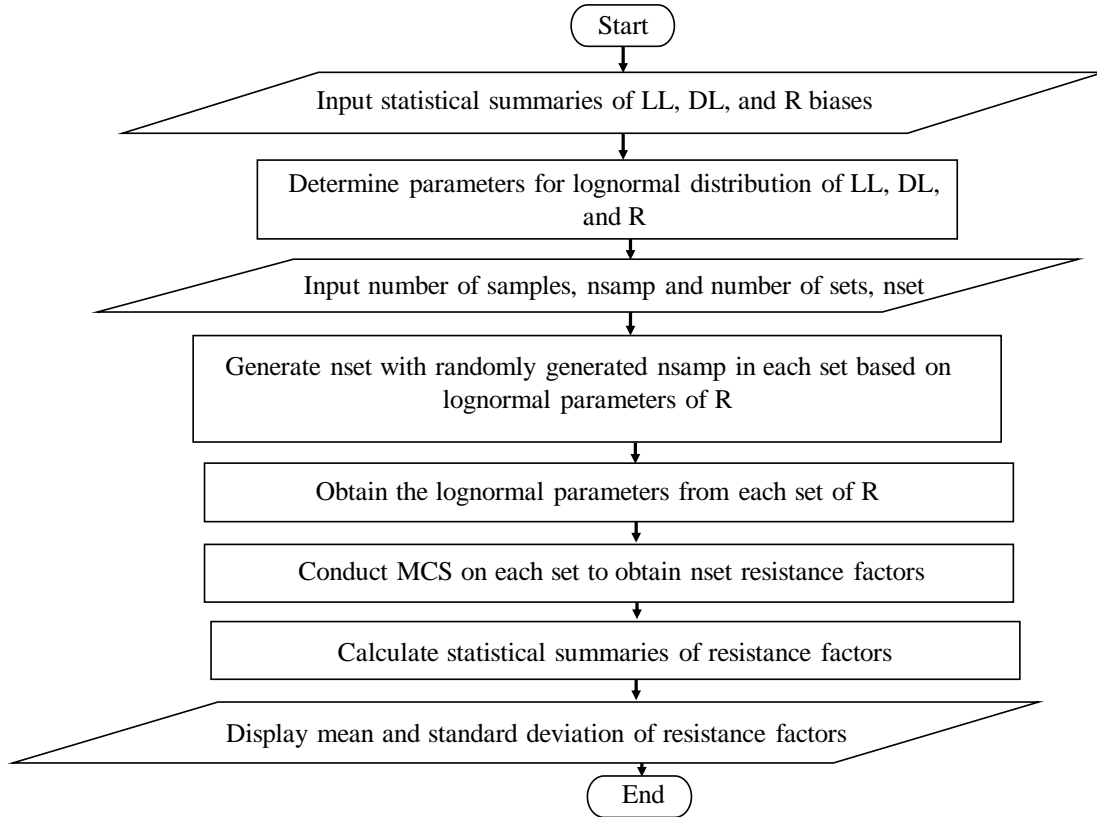 Start
Input statistical summaries of LL, DL, and R biases
Determine parameters for lognormal distribution of LL, DL,
and R
Input number of samples, nsamp and number of sets, nset
Generate nset with randomly generated nsamp in each set based on
lognormal parameters of R
Obtain the lognormal parameters from each set of R
Conduct MCS on each set to obtain nset resistance factors
Calculate statistical summaries of resistance factors
Display mean and standard deviation of resistance factors
End